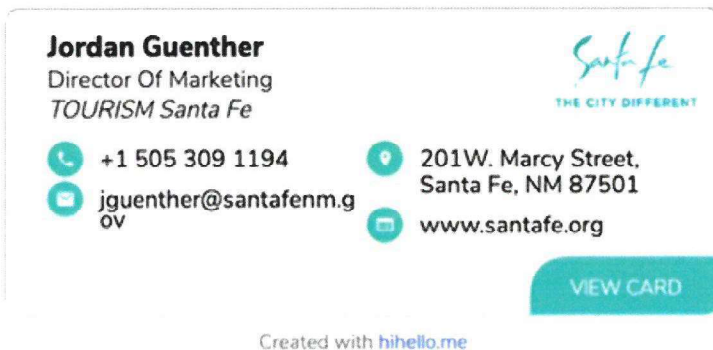 Jordan Guenther
Director Of Marketing
TOURISM Santa Fe
Santa Fe
THE CITY DIFFERENT
+1 505 309 1194
jguenther@santafenm.g
ov
201W. Marcy Street,
Santa Fe, NM 87501
www.santafe.org
VIEW CARD
Created with hihello.me